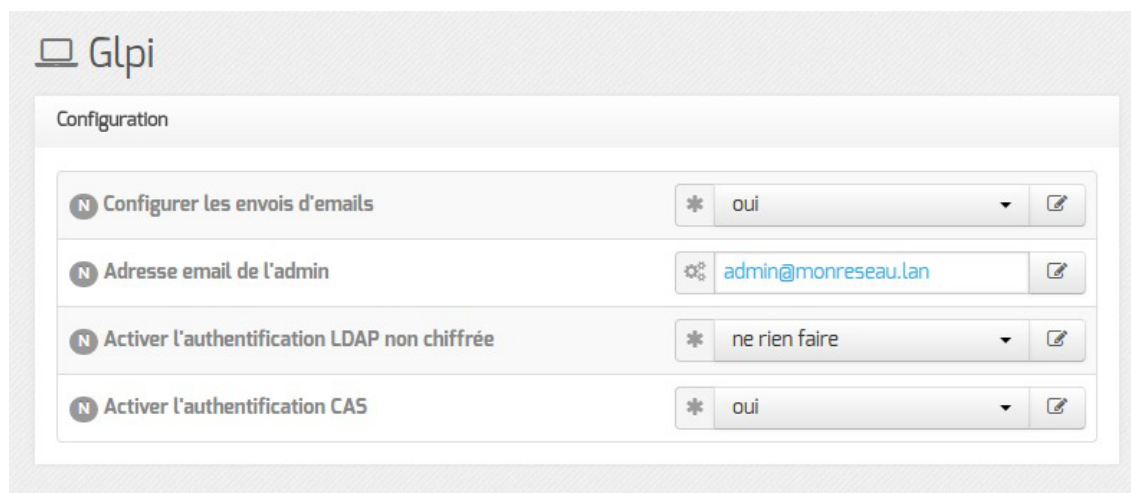 Glpi
Configuration
N Configurer les envois d'emails oui
N Adresse email de l'admin admin@monreseau.lan
N Activer l'authentification LDAP non chiffrée ne rien faire
N Activer l'authentification CAS oui